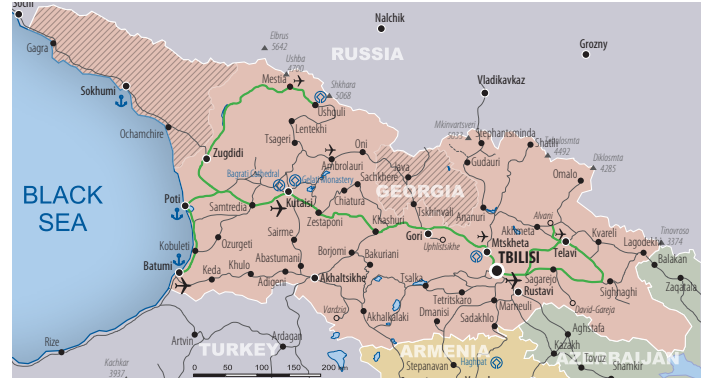 Sochi
Nalchik
Elbrus
5642
Gagra
RUSSIA
Grozny
Ushba
4700
Mestia
Vladikavkaz
Shkhara
5068
Sokhumi
Ushguli
Lentekhi
Mkinvartsveri
5033
Stephantsminda
Ochamchire
Tsageri
Oni
Shatili
Tebulosmta
4492
Zugdidi
Ambrolauri
Gudauri
Diklosmta
4285
Bagrati Cathedral
Gelati Monastery
Sachkhere
Java
Omalo
GEORGIA
BLACK
SEA
Poti
Kutaisi
Chiatura
Samtredia
Zestaponi
Tskhinvali
Ananuri
Alvani
Khashuri
Akhmeta
Kvareli
Tinovroso
3374
Kobuleti
Ozurgeti
Sairme
Gori
Uphlistsikhe
Mtskheta
Telavi
Lagodekhi
Borjomi
Bakuriani
TBILISI
Balakan
Batumi
Keda
Khulo
Abastumani
Adigeni
Akhaltsikhe
Tsalka
Sagarejo
Sighnaghi
Zaqatala
Rustavi
Tetritskaro
Marneuli
David-Gareja
Vardzia
Akhalkalaki
Dmanisi
Sadakhlo
Rize
Artvin
Ardagan
Aghstafa
TURKEY
ARMENIA
Kazakh
AZERBAIJAN
Kachkar
3937
0
50
100
150
200 km
Stepanavan
Haghpat
Tovuz
Shamkir